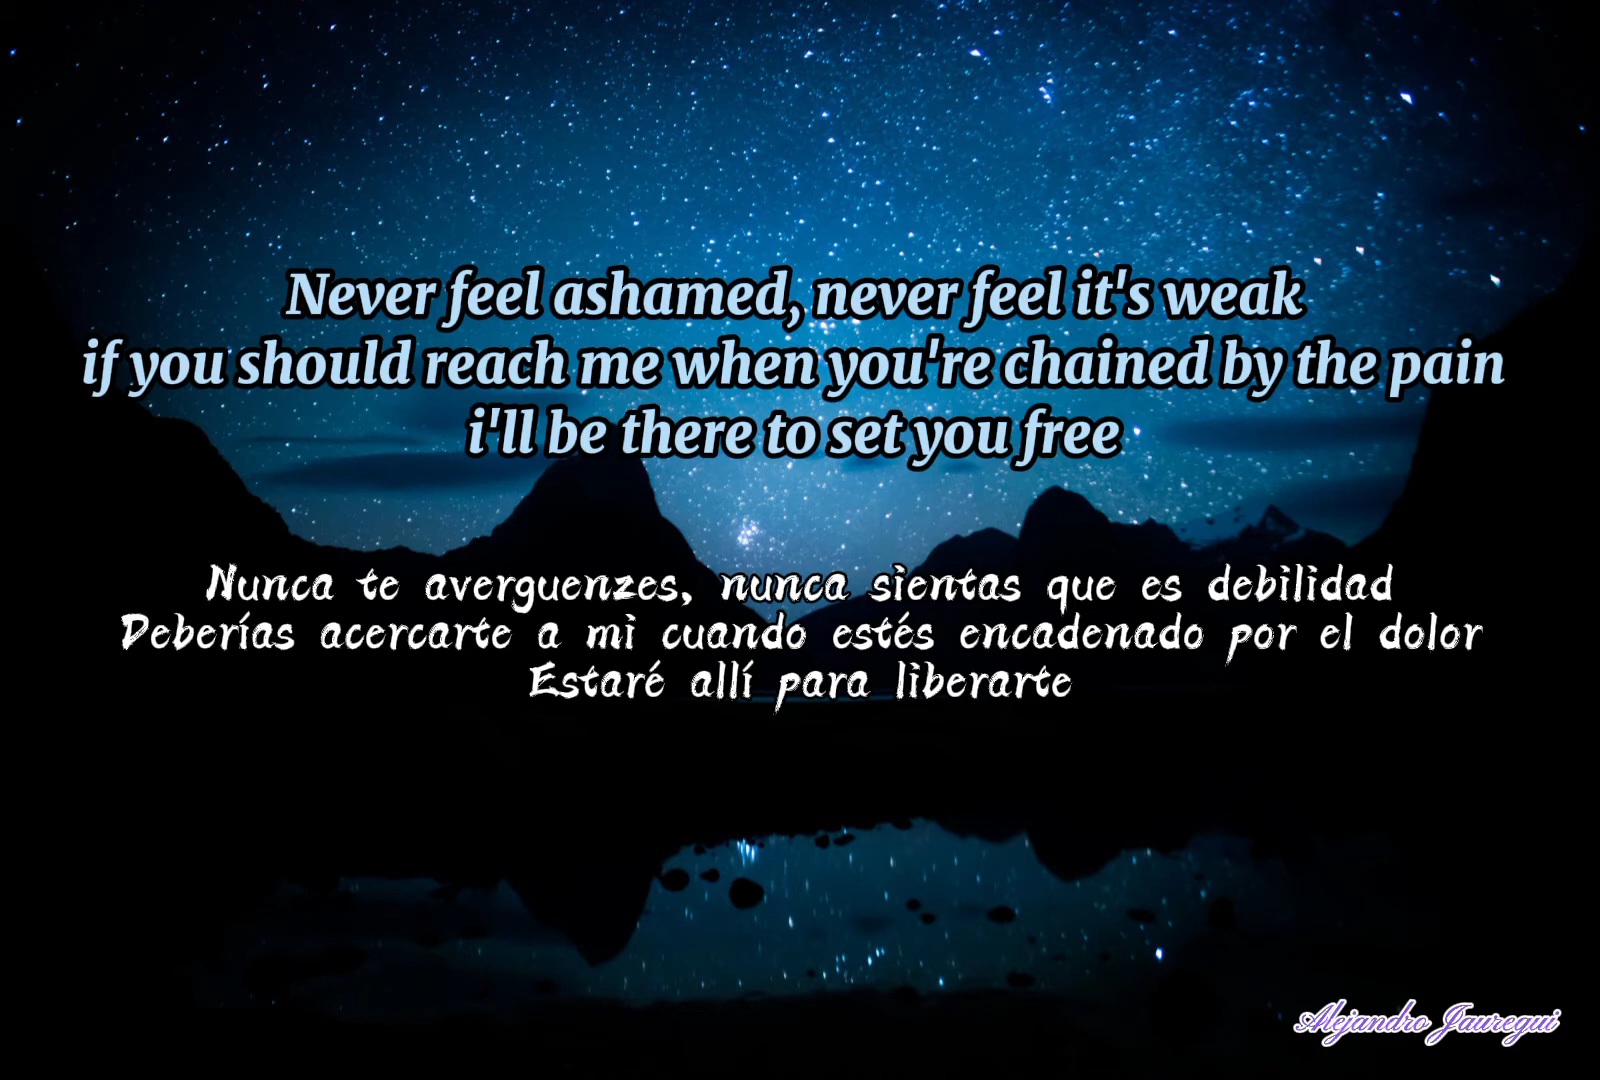 Never feel ashamed, never feel it's weak
if you should reach me when you're chained by the pain
i'll be there to set you free
Nunca te averguenzes, nunca sientas que es debilidad
Deberías acercarte a mi cuando estés encadenado por el dolor
Estaré allí para liberarte
Alejandro Jauregui